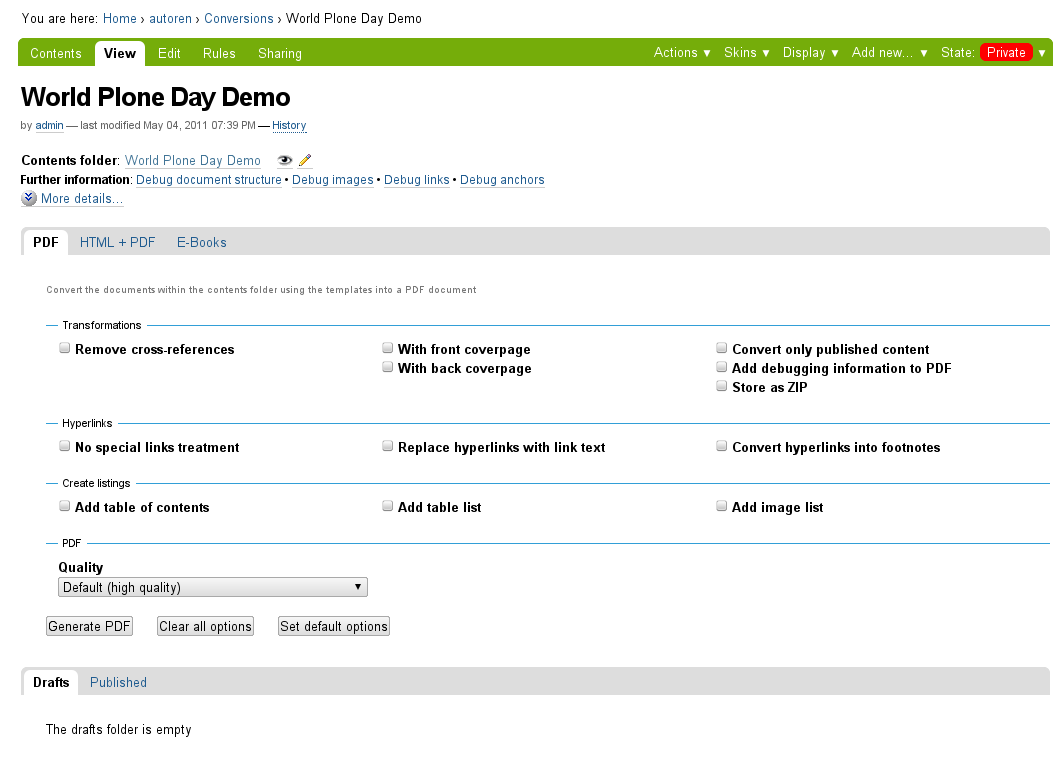 You are here: Home › autoren › Conversions › World Plone Day Demo
Contents View Edit Rules Sharing Actions ▼ Skins ▼ Display ▼ Add new... ▼ State: Private ▼
World Plone Day Demo
by admin — last modified May 04, 2011 07:39 PM — History
Contents folder: World Plone Day Demo
Further information: Debug document structure • Debug images • Debug links • Debug anchors
More details...
PDF HTML + PDF E-Books
Convert the documents within the contents folder using the templates into a PDF document
Transformations
Remove cross-references With front coverpage Convert only published content
With back coverpage Add debugging information to PDF
Store as ZIP
Hyperlinks
No special links treatment Replace hyperlinks with link text Convert hyperlinks into footnotes
Create listings
Add table of contents Add table list Add image list
PDF
Quality
Default (high quality) ▼
Generate PDF Clear all options Set default options
Drafts Published
The drafts folder is empty